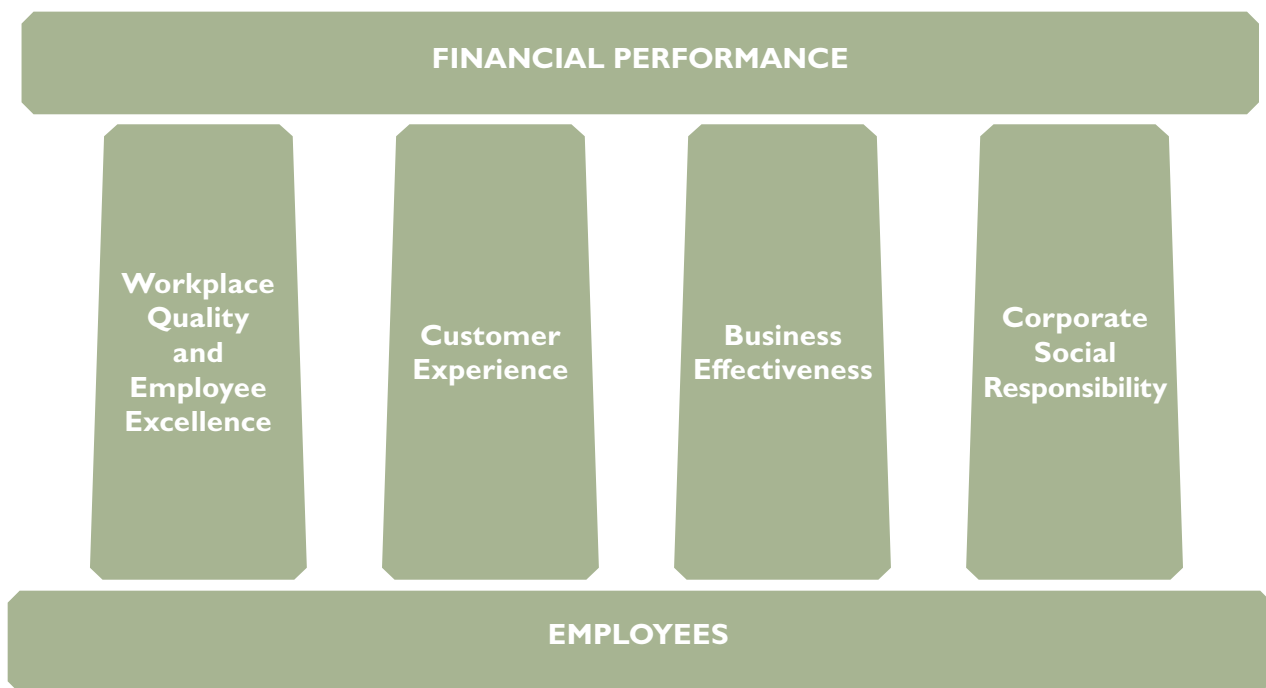 FINANCIAL PERFORMANCE
Workplace
Quality
and
Employee
Excellence
Customer
Experience
Business
Effectiveness
Corporate
Social
Responsibility
EMPLOYEES